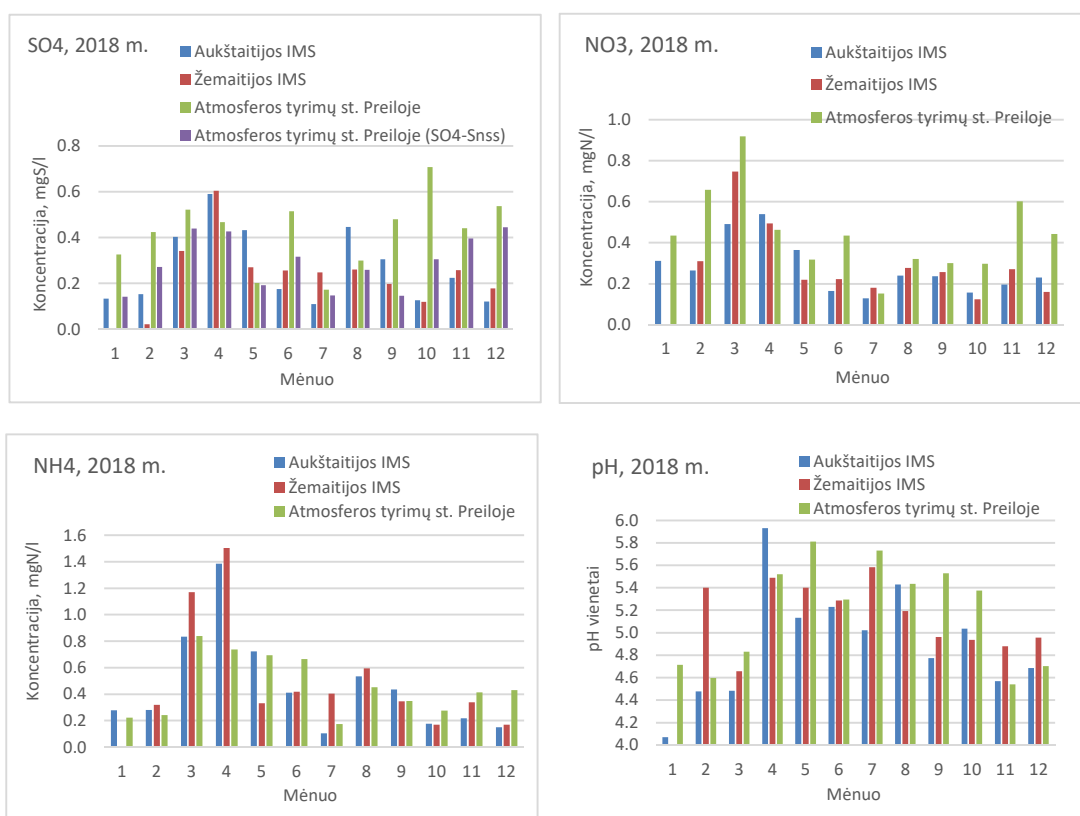 SO4, 2018 m.
Aukštaitijos IMS
Žemaitijos IMS
Atmosferos tyrimų st. Preiloje
Atmosferos tyrimų st. Preiloje (SO4-Snss)
Koncentracija, mgS/l
0.8
0.6
0.4
0.2
0.0
1 2 3 4 5 6 7 8 9 10 11 12
Mėnuo
NO3, 2018 m.
Aukštaitijos IMS
Žemaitijos IMS
Atmosferos tyrimų st. Preiloje
Koncentracija, mgN/l
1.0
0.8
0.6
0.4
0.2
0.0
1 2 3 4 5 6 7 8 9 10 11 12
Mėnuo
NH4, 2018 m.
Aukštaitijos IMS
Žemaitijos IMS
Atmosferos tyrimų st. Preiloje
Koncentracija, mgN/l
1.6
1.4
1.2
1.0
0.8
0.6
0.4
0.2
0.0
1 2 3 4 5 6 7 8 9 10 11 12
Mėnuo
pH, 2018 m.
Aukštaitijos IMS
Žemaitijos IMS
Atmosferos tyrimų st. Preiloje
pH vienetai
6.0
5.8
5.6
5.4
5.2
5.0
4.8
4.6
4.4
4.2
4.0
1 2 3 4 5 6 7 8 9 10 11 12
Mėnuo